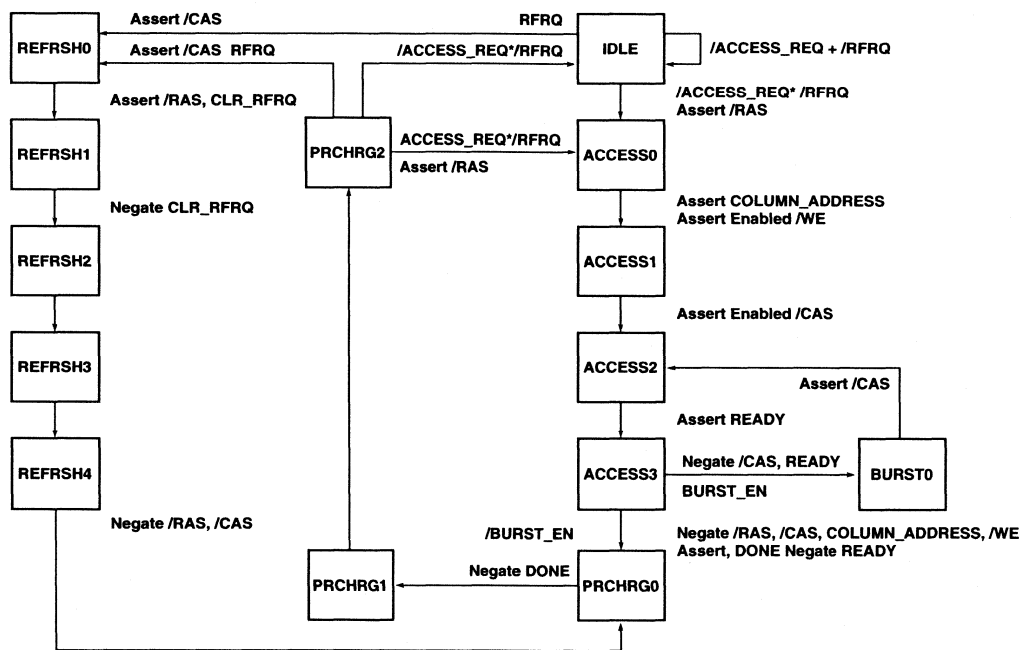 Assert /CAS
RFRQ
REFRSH0
Assert /CAS RFRQ
/ACCESS_REQ*/RFRQ
IDLE
/ACCESS_REQ + /RFRQ
Assert /RAS, CLR_RFRQ
/ACCESS_REQ* /RFRQ
Assert /RAS
REFRSH1
PRCHRG2
ACCESS_REQ*/RFRQ
Assert /RAS
ACCESS0
Negate CLR_RFRQ
Assert COLUMN_ADDRESS
Assert Enabled /WE
REFRSH2
ACCESS1
Assert Enabled /CAS
REFRSH3
ACCESS2
Assert /CAS
Assert READY
REFRSH4
ACCESS3
Negate /CAS, READY
BURST_EN
BURST0
Negate /RAS, /CAS
/BURST_EN
Negate /RAS, /CAS, COLUMN_ADDRESS, /WE
Assert, DONE Negate READY
PRCHRG1
Negate DONE
PRCHRG0